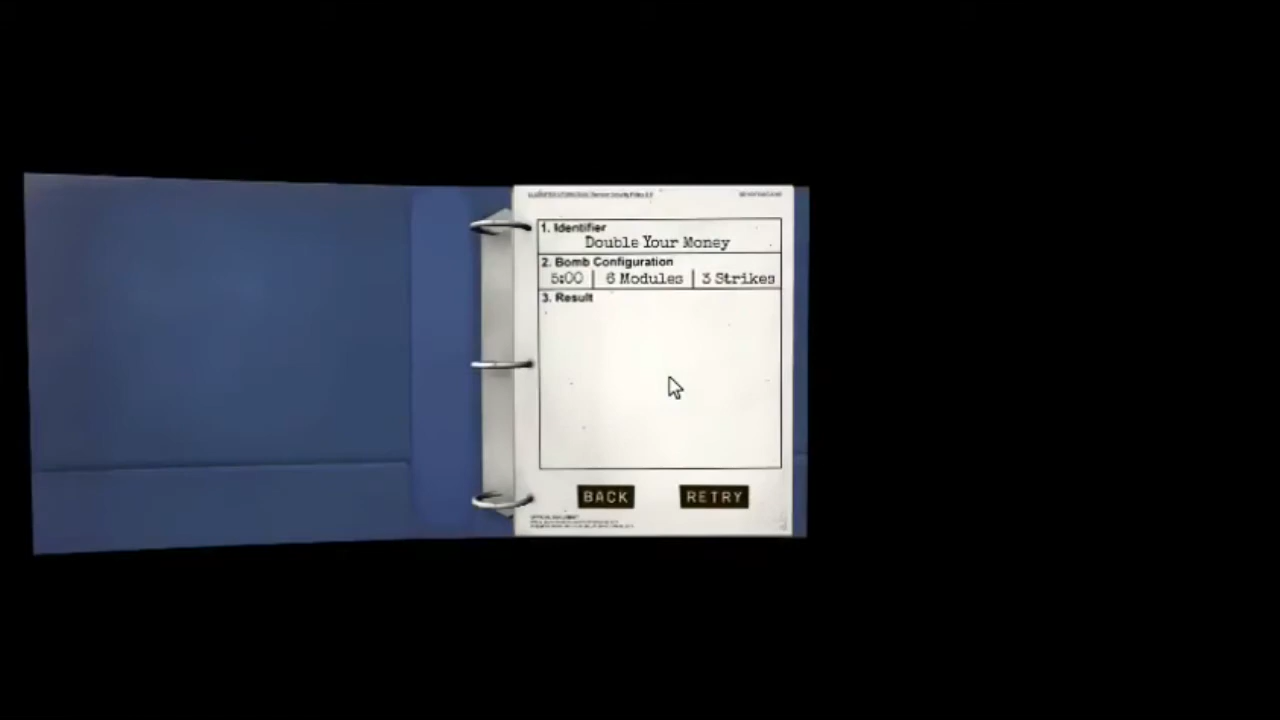 1. Identifier
Double Your Money
2. Bomb Configuration
5:00 | 6 Modules | 3 Strikes
3. Result
BACK RETRY